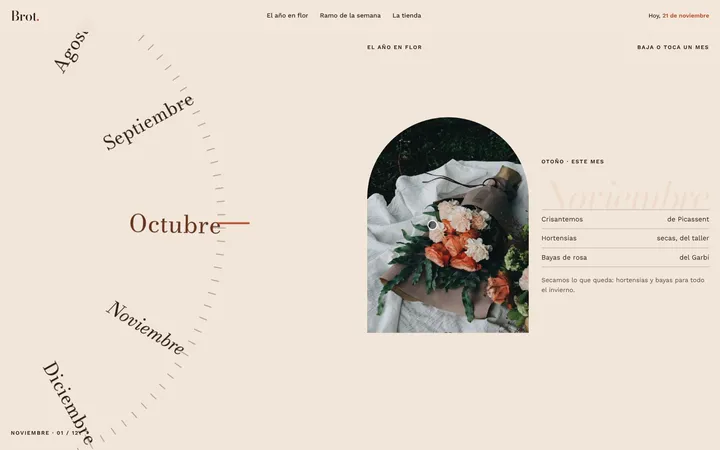 Brot.
El año en flor
Ramo de la semana
La tienda
Hoy, 21 de noviembre
EL AÑO EN FLOR
BAJA O TOCA UN MES
Septiembre
Octubre
Noviembre
Diciembre
OTOÑO · ESTE MES
Noviembre
Crisantemos de Picassent
Hortensias secas, del taller
Bayas de rosa del Garbí
Secamos lo que queda: hortensias y bayas para todo
el invierno.
NOVIEMBRE · 01 / 12